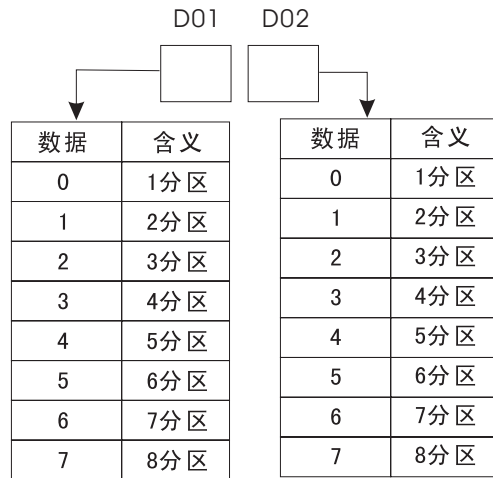 D01 D02
数据 含义
0 1分区
1 2分区
2 3分区
3 4分区
4 5分区
5 6分区
6 7分区
7 8分区
数据 含义
0 1分区
1 2分区
2 3分区
3 4分区
4 5分区
5 6分区
6 7分区
7 8分区